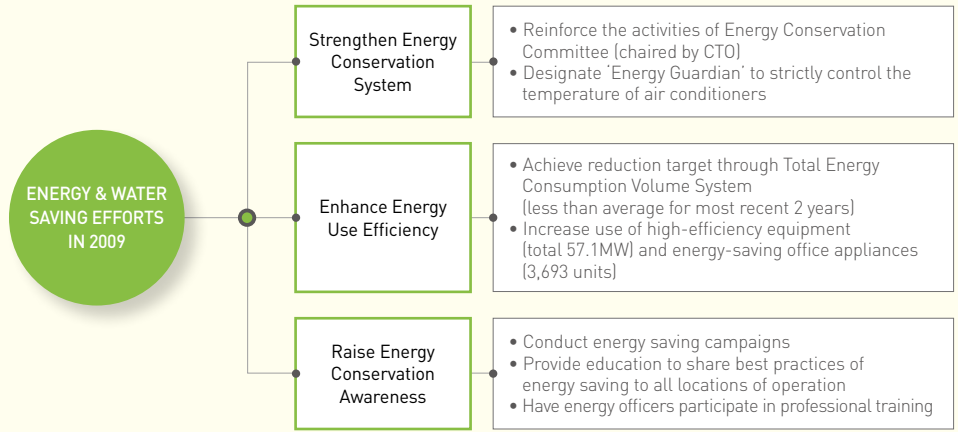 ENERGY & WATER
SAVING EFFORTS
IN 2009
Strengthen Energy
Conservation
System
• Reinforce the activities of Energy Conservation
Committee (chaired by CTO)
• Designate ‘Energy Guardian’ to strictly control the
temperature of air conditioners
Enhance Energy
Use Efficiency
• Achieve reduction target through Total Energy
Consumption Volume System
(less than average for most recent 2 years)
• Increase use of high-efficiency equipment
(total 57.1MW) and energy-saving office appliances
(3,693 units)
Raise Energy
Conservation
Awareness
• Conduct energy saving campaigns
• Provide education to share best practices of
energy saving to all locations of operation
• Have energy officers participate in professional training